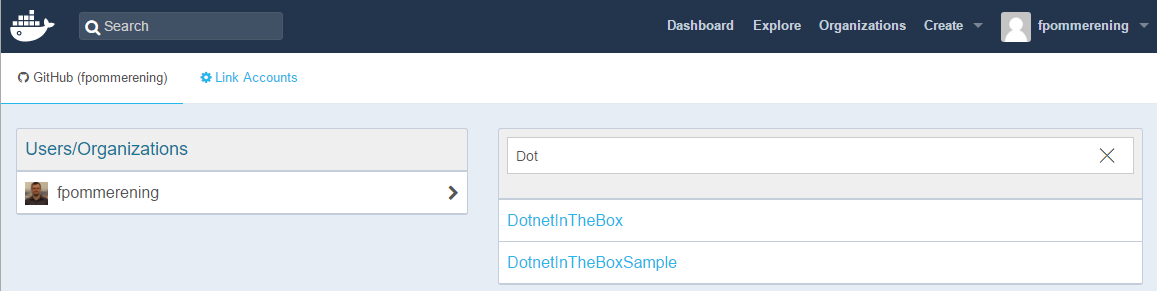 Search Dashboard Explore Organizations Create fpommerening
GitHub (fpommerening) Link Accounts
Users/Organizations
fpommerening
Dot
DotnetInTheBox
DotnetInTheBoxSample